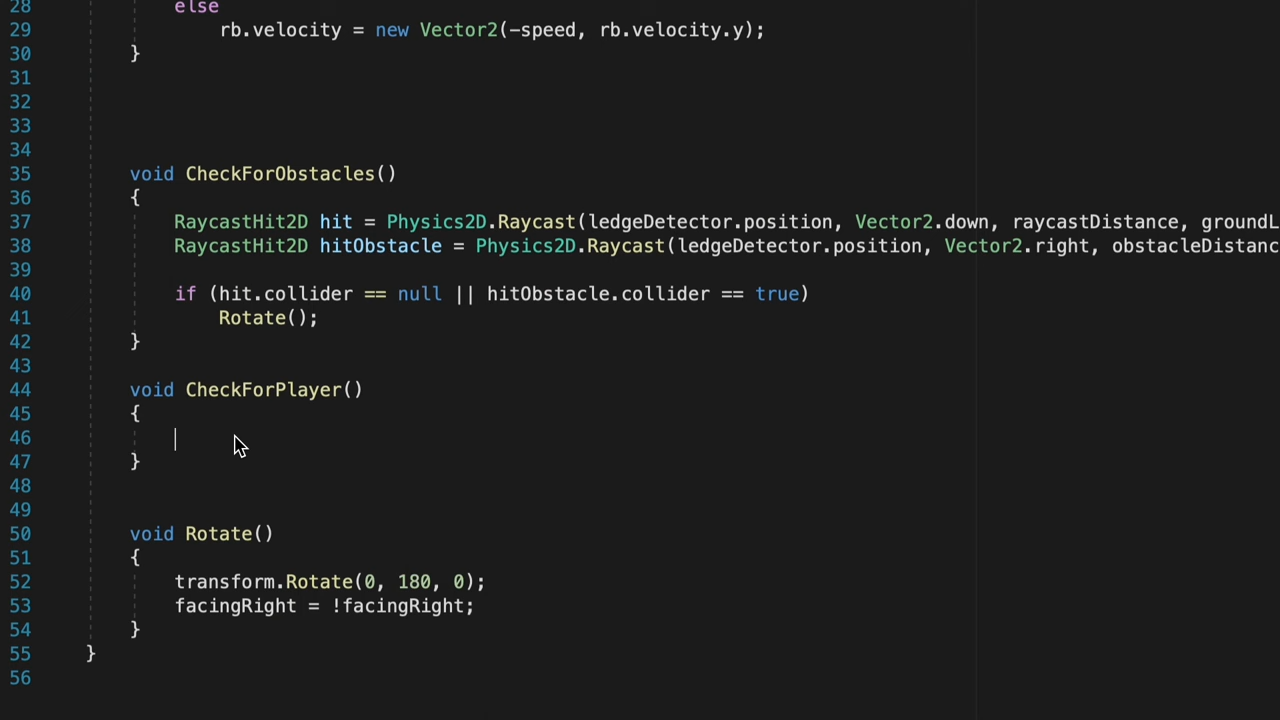 28 else
29 rb.velocity = new Vector2(-speed, rb.velocity.y);
30 }
31
32
33
34
35 void CheckForObstacles()
36 {
37 RaycastHit2D hit = Physics2D.Raycast(ledgeDetector.position, Vector2.down, raycastDistance, groundL
38 RaycastHit2D hitObstacle = Physics2D.Raycast(ledgeDetector.position, Vector2.right, obstacleDistanc
39
40 if (hit.collider == null || hitObstacle.collider == true)
41 Rotate();
42 }
43
44 void CheckForPlayer()
45 {
46
47 }
48
49
50 void Rotate()
51 {
52 transform.Rotate(0, 180, 0);
53 facingRight = !facingRight;
54 }
55 }
56